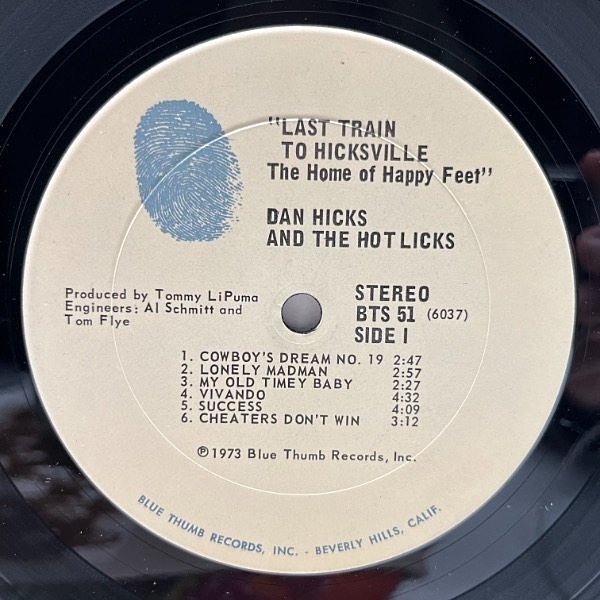 "LAST TRAIN
TO HICKSVILLE
The Home of Happy Feet"
DAN HICKS
AND THE HOT LICKS
Produced by Tommy LiPuma
Engineers: Al Schmitt and
Tom Flye
STEREO
BTS 51 (6037)
SIDE I
1. COWBOY'S DREAM NO. 19 2:47
2. LONELY MADMAN 2:57
3. MY OLD TIMEY BABY 2:27
4. VIVANDO 4:32
5. SUCCESS 4:09
6. CHEATERS DON'T WIN 3:12
℗1973 Blue Thumb Records, Inc.
BLUE THUMB RECORDS, INC. - BEVERLY HILLS, CALIF.